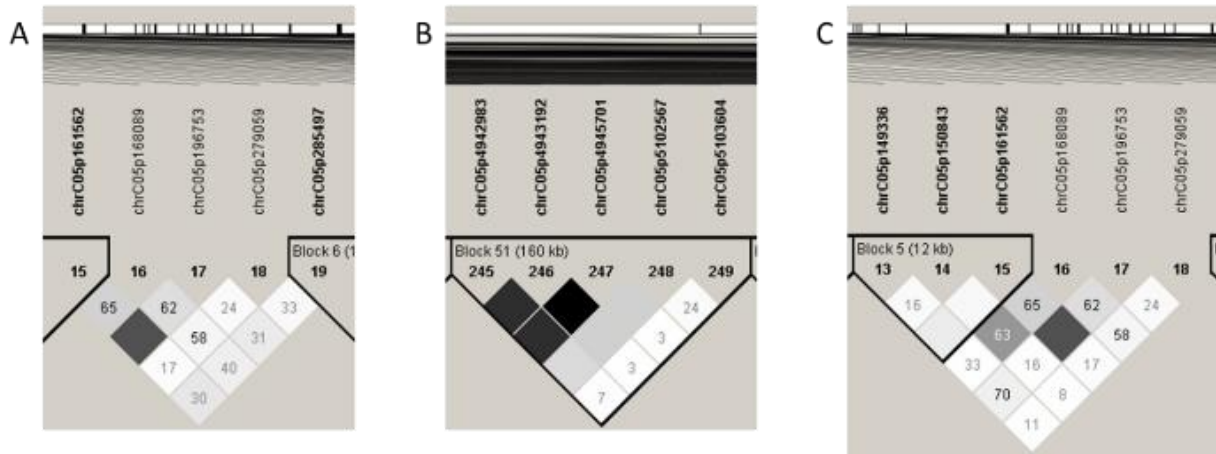 A
chrC05p161562
chrC05p168089
chrC05p196753
chrC05p279059
chrC05p285497
Block 6 (1
15 16 17 18 19
65 62 24 33
58 31
17 40
30
B
chrC05p4942983
chrC05p4943192
chrC05p4945701
chrC05p5102567
chrC05p5103604
Block 51 (160 kb)
245 246 247 248 249
24
3
3
7
C
chrC05p149336
chrC05p150843
chrC05p161562
chrC05p168089
chrC05p196753
chrC05p279059
Block 5 (12 kb)
13 14 15 16 17 18
16 65 62 24
63 58
33 16 17
70 8
11